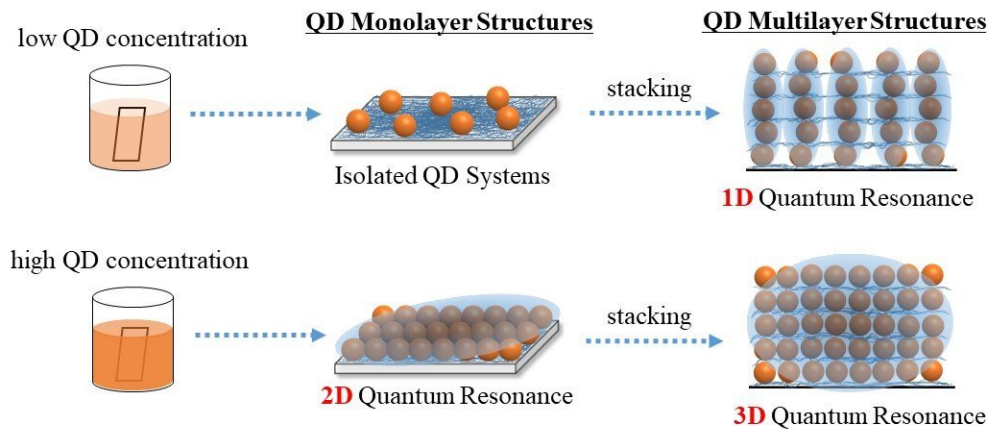 QD Monolayer Structures
QD Multilayer Structures
low QD concentration
stacking
Isolated QD Systems
1D Quantum Resonance
high QD concentration
stacking
2D Quantum Resonance
3D Quantum Resonance